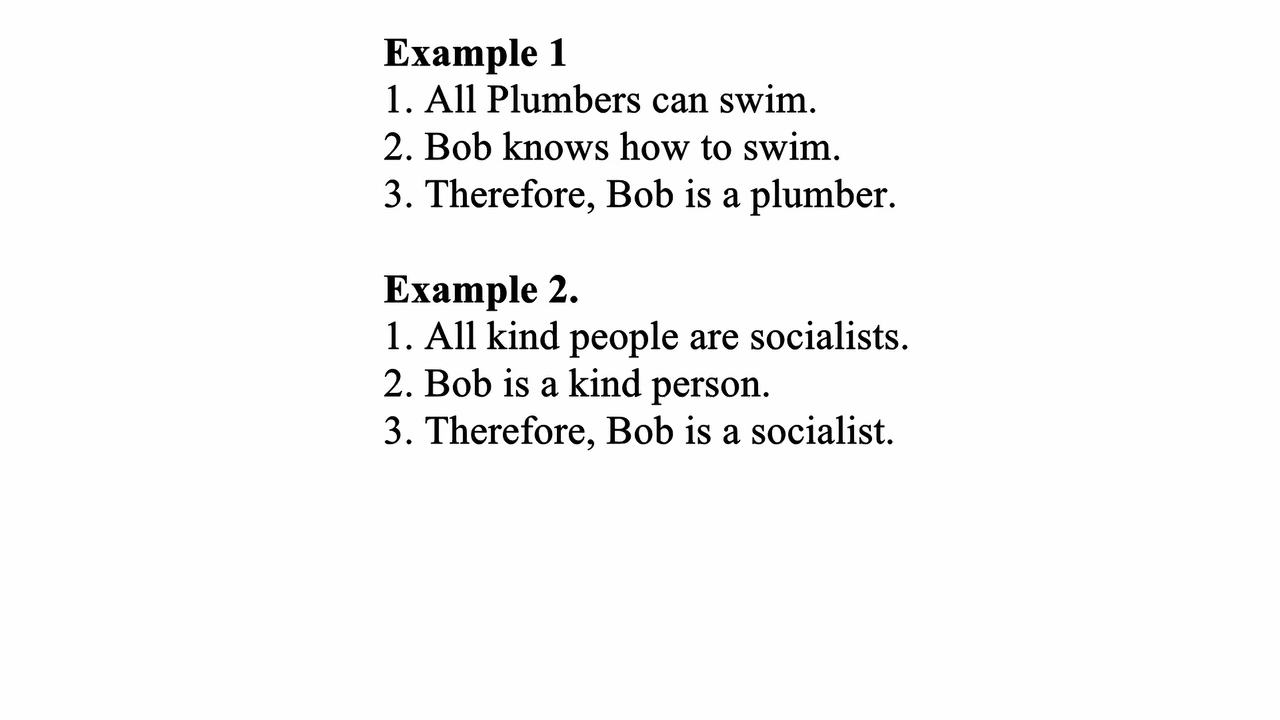 Example 1
1. All Plumbers can swim.
2. Bob knows how to swim.
3. Therefore, Bob is a plumber.
Example 2.
1. All kind people are socialists.
2. Bob is a kind person.
3. Therefore, Bob is a socialist.